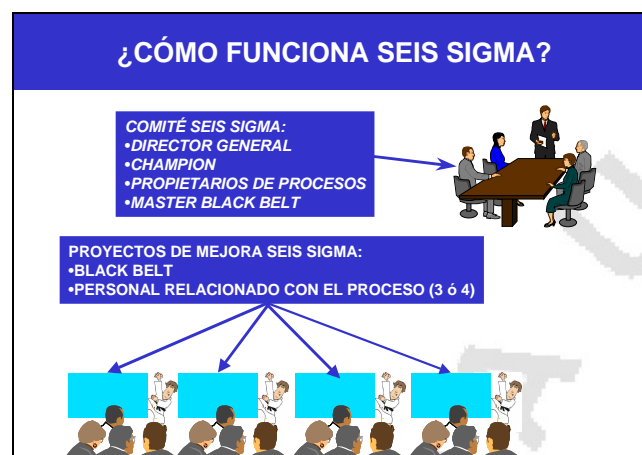 ¿CÓMO FUNCIONA SEIS SIGMA?
COMITÉ SEIS SIGMA:
•DIRECTOR GENERAL
•CHAMPION
•PROPIETARIOS DE PROCESOS
•MASTER BLACK BELT
PROYECTOS DE MEJORA SEIS SIGMA:
•BLACK BELT
•PERSONAL RELACIONADO CON EL PROCESO (3 ó 4)